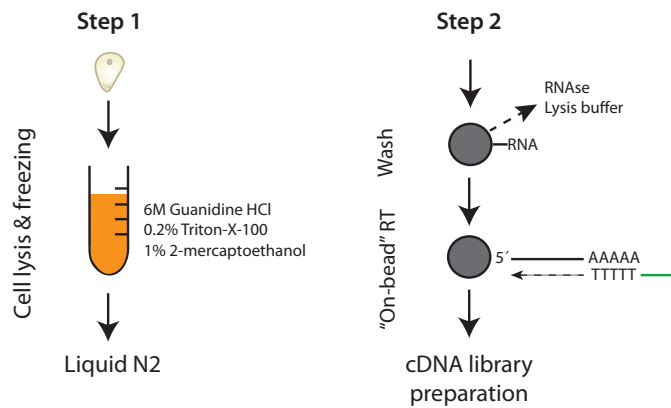 Step 1
Cell lysis & freezing
6M Guanidine HCl
0.2% Triton-X-100
1% 2-mercaptoethanol
Liquid N2
Step 2
RNAse
Lysis buffer
Wash
RNA
"On-bead" RT
5´
AAAAA
TTTTT
cDNA library
preparation